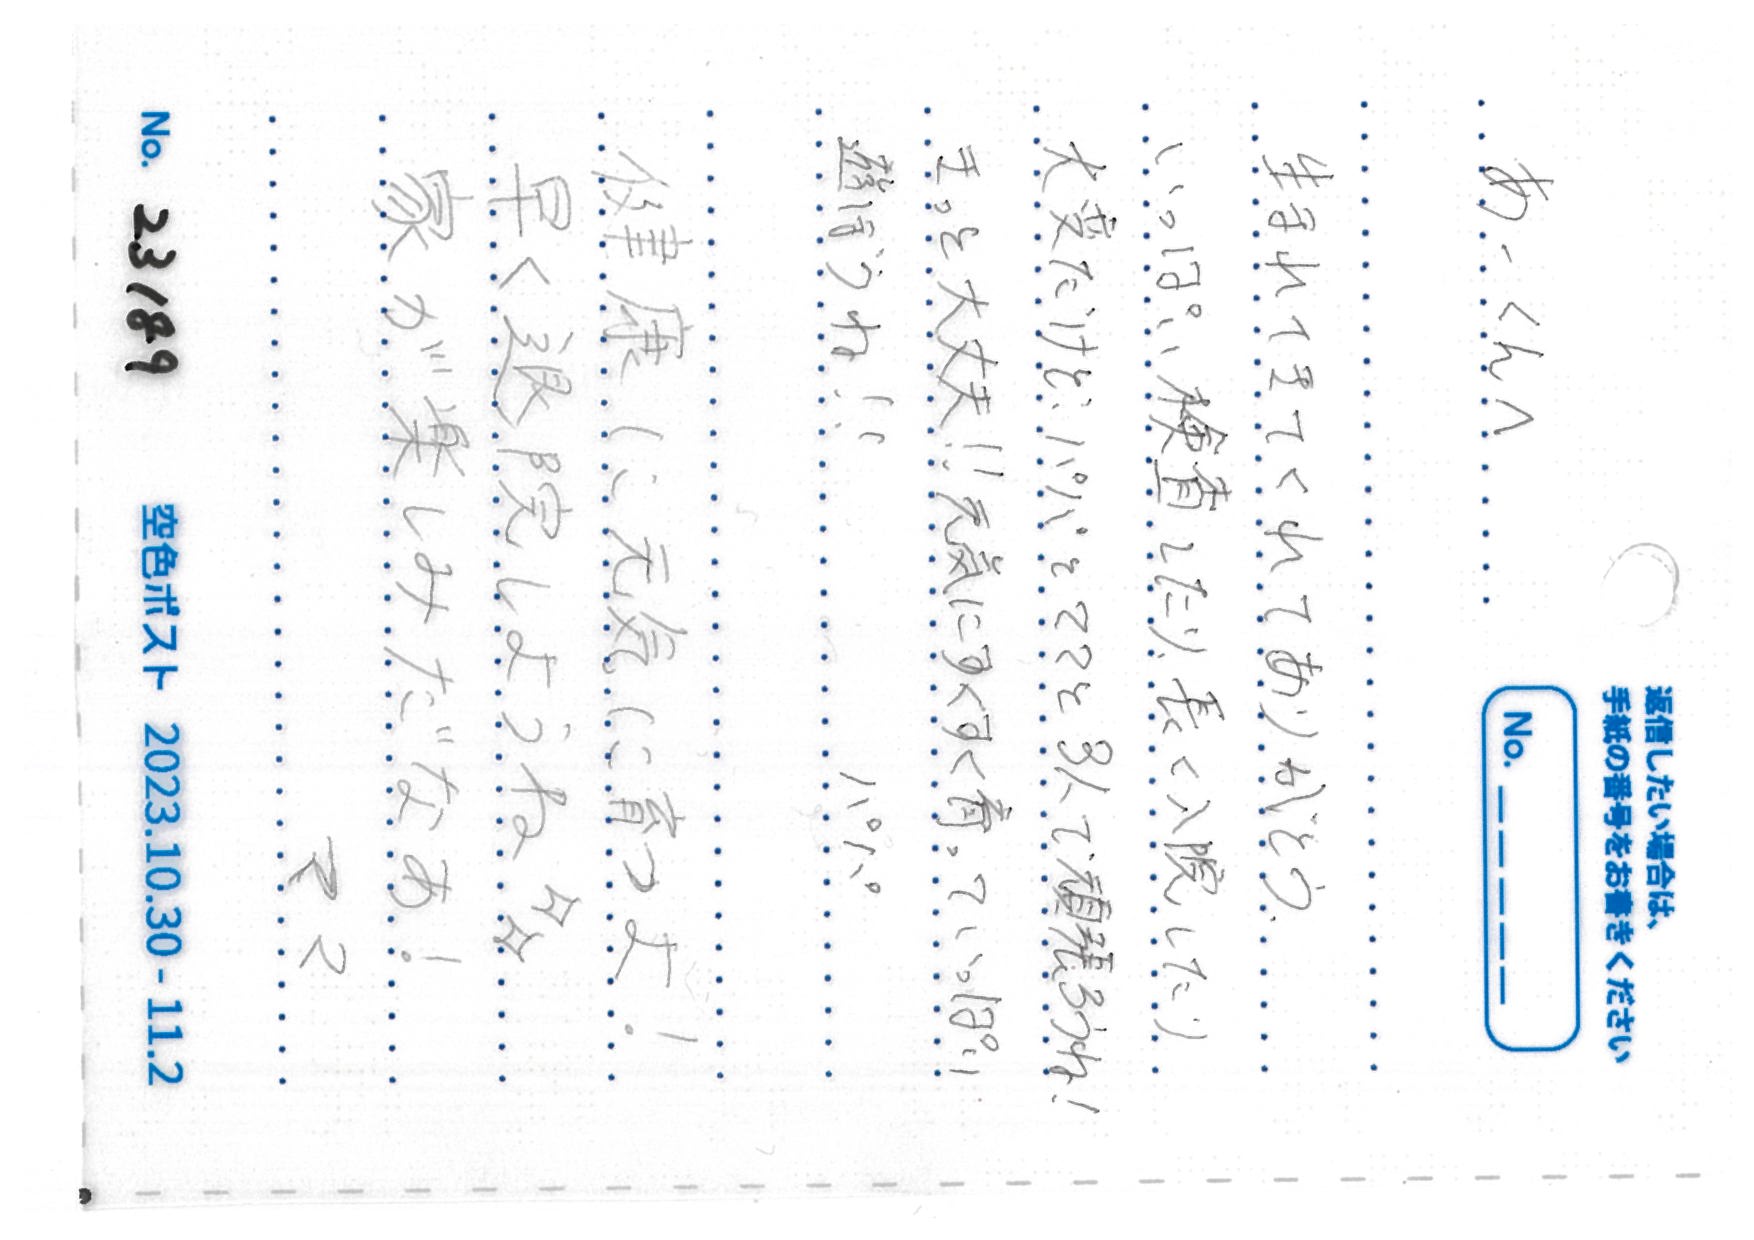 返信したい場合は、
手紙の番号をお書きください
No. _ _ _ _ _
あーくんへ
生まれてきてくれてありがとう。
いっぱい検査したり、長く入院したり
大変だけど、パパとママと3人で頑張ろうね!
きっと大丈夫!!元気にすくすく育っていっぱい
遊ぼうね!!　パパ
健康に元気に育つよ!
早く退院しようね✨
家が楽しみだなぁ!
ママ
No. 23189　空色ポスト 2023.10.30 - 11.2